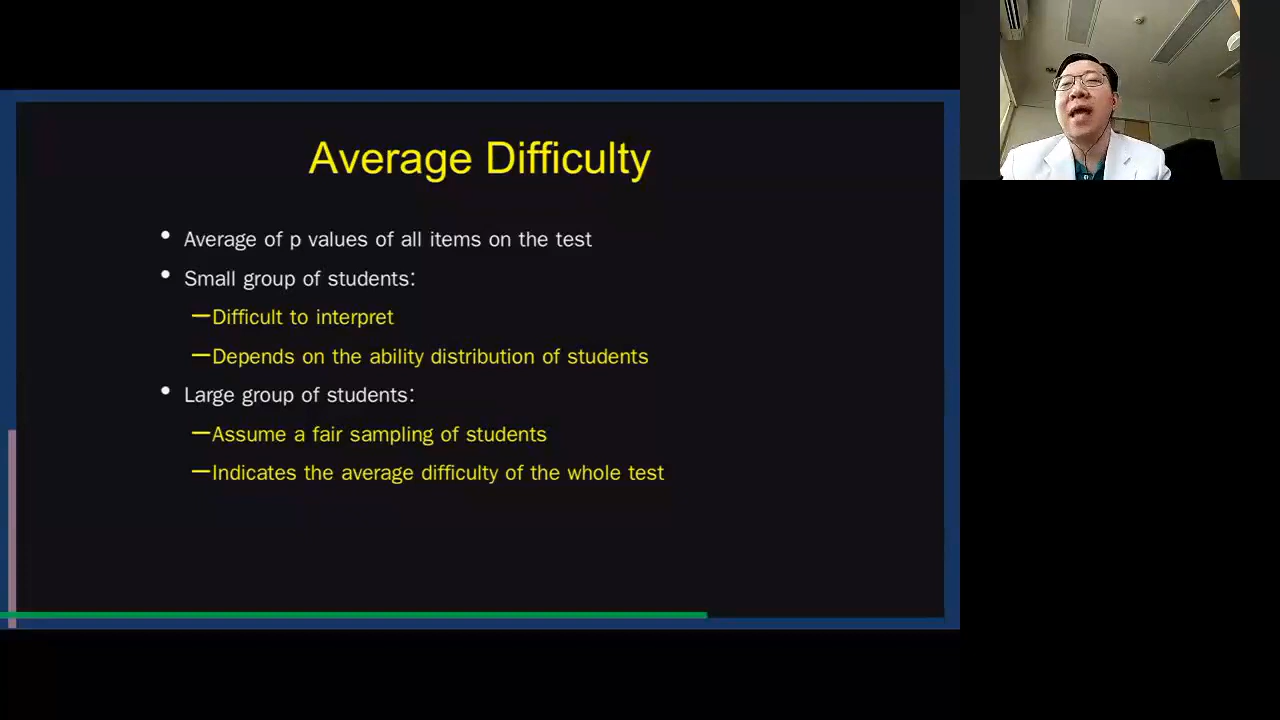 Average Difficulty
• Average of p values of all items on the test
• Small group of students:
—Difficult to interpret
—Depends on the ability distribution of students
• Large group of students:
—Assume a fair sampling of students
—Indicates the average difficulty of the whole test